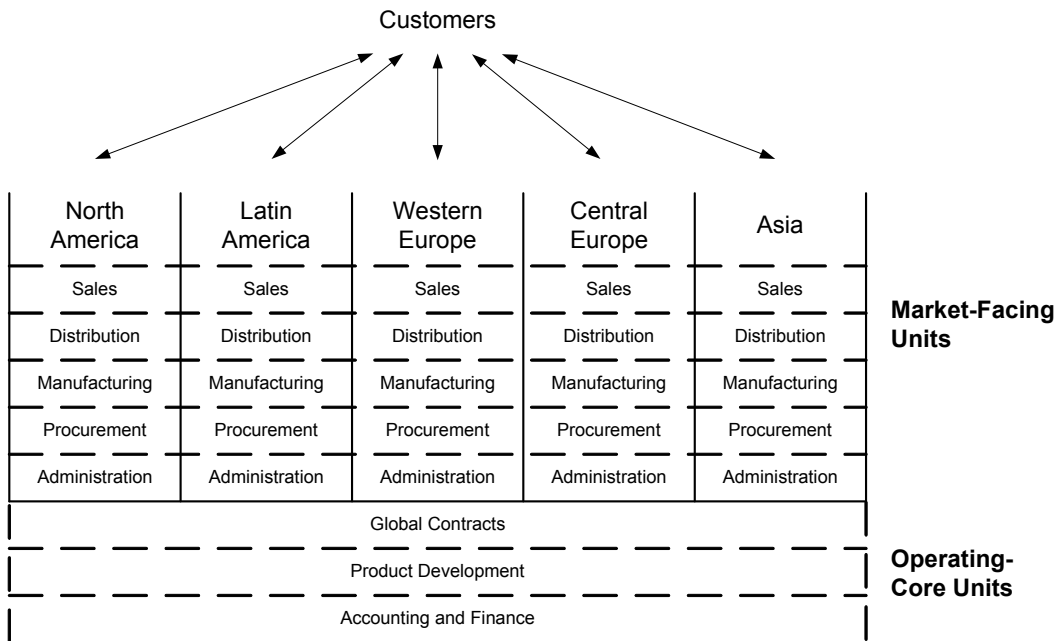 Customers
North America
Latin America
Western Europe
Central Europe
Asia
Sales Sales Sales Sales Sales
Distribution Distribution Distribution Distribution Distribution
Manufacturing Manufacturing Manufacturing Manufacturing Manufacturing
Procurement Procurement Procurement Procurement Procurement
Administration Administration Administration Administration Administration
Market-Facing
Units
Global Contracts
Product Development
Accounting and Finance
Operating-
Core Units